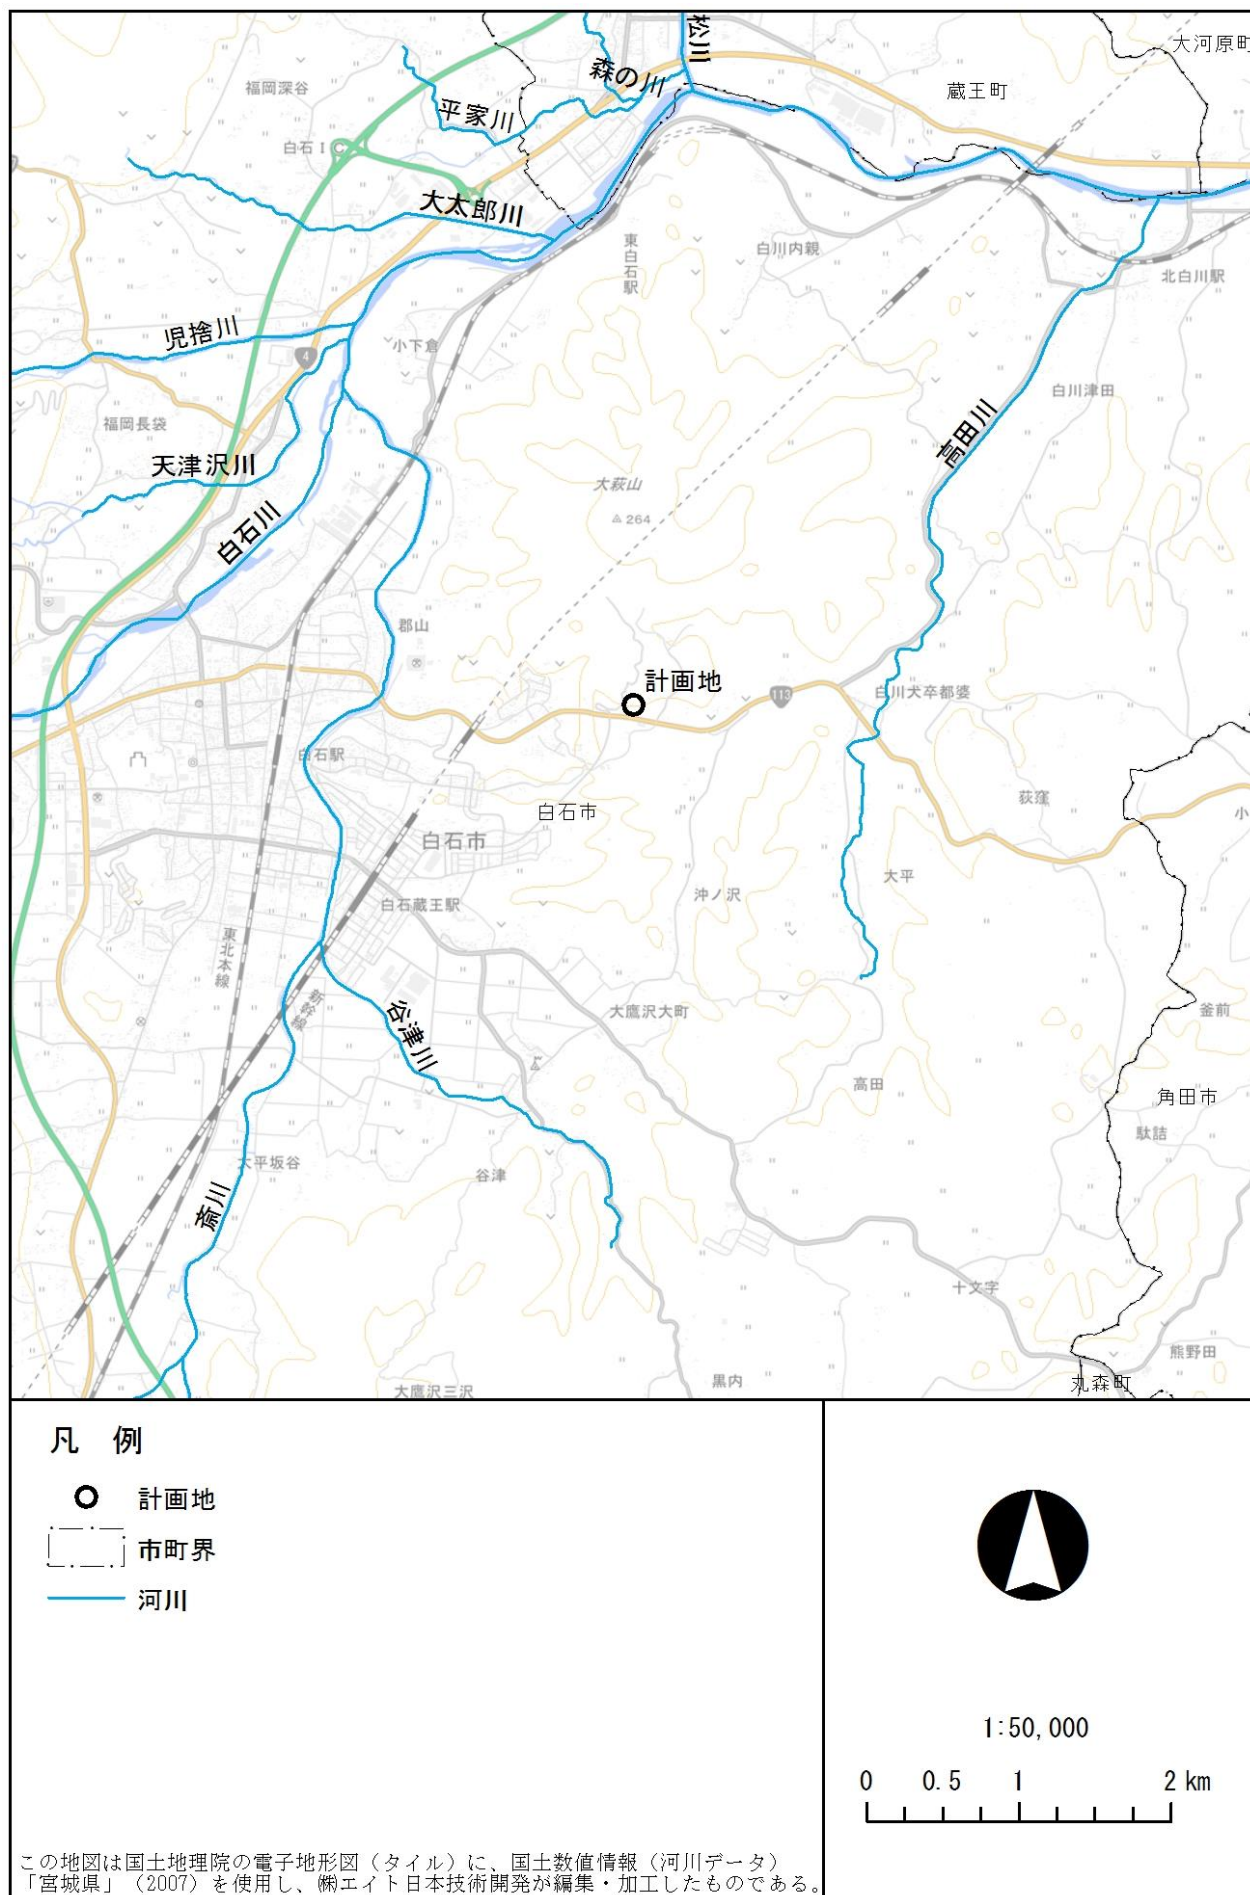 松川
大河原町
森の川
福岡深谷
蔵王町
平家川
白石IC
大太郎川
東白石駅
白川内親
北白川駅
児捨川
小下倉
4
白川津田
福岡長袋
高田川
天津沢川
大萩山
264
白石川
郡山
計画地
113
白川犬卒都婆
白石駅
荻窪
小
白石市
白石市
大平
沖ノ沢
白石蔵王駅
東北本線
新幹線
谷津川
大鷹沢大町
釜前
高田
角田市
駄詰
大平坂谷
谷津
斎川
十文字
熊野田
黒内
丸森町
大鷹沢三沢
凡 例
計画地
市町界
河川
1:50,000
0 0.5 1 2 km
この地図は国土地理院の電子地形図（タイル）に、国土数値情報（河川データ）
「宮城県」（2007）を使用し、㈱エイト日本技術開発が編集・加工したものである。